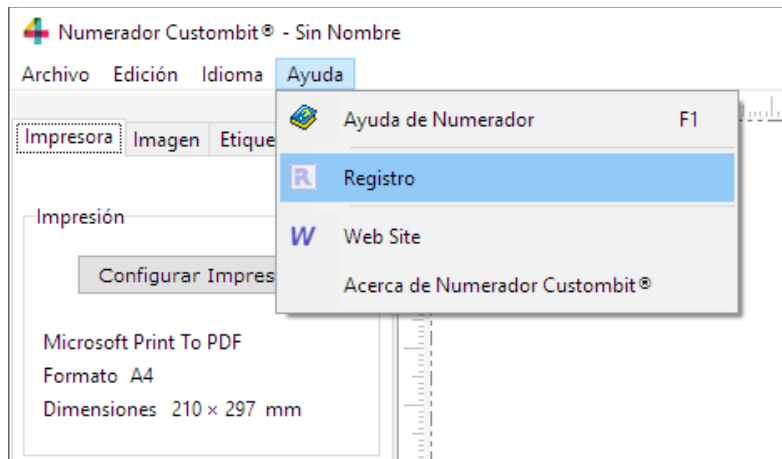 Numerador Custombit® - Sin Nombre
Archivo Edición Idioma Ayuda
Impresora Imagen Etique
Ayuda de Numerador F1
Registro
Web Site
Acerca de Numerador Custombit®
Impresión
Configurar Impres
Microsoft Print To PDF
Formato A4
Dimensiones 210 × 297 mm